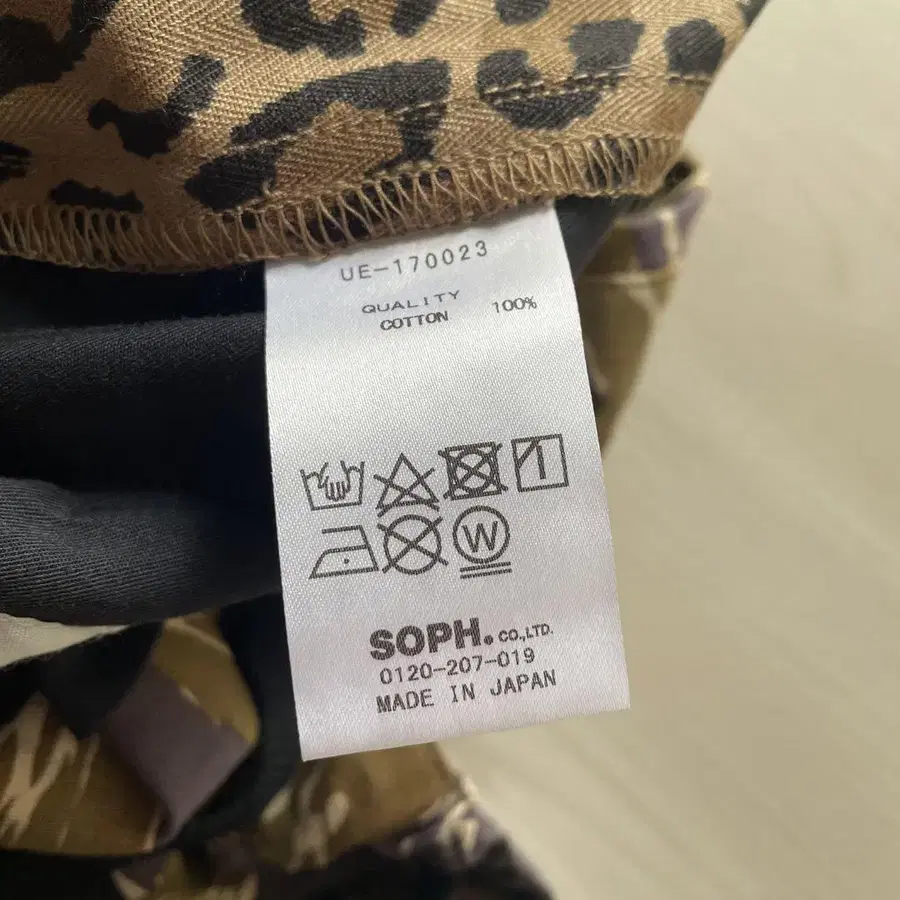 UE-170023
QUALITY
COTTON 100%
W
SOPH. CO.,LTD.
0120-207-019
MADE IN JAPAN